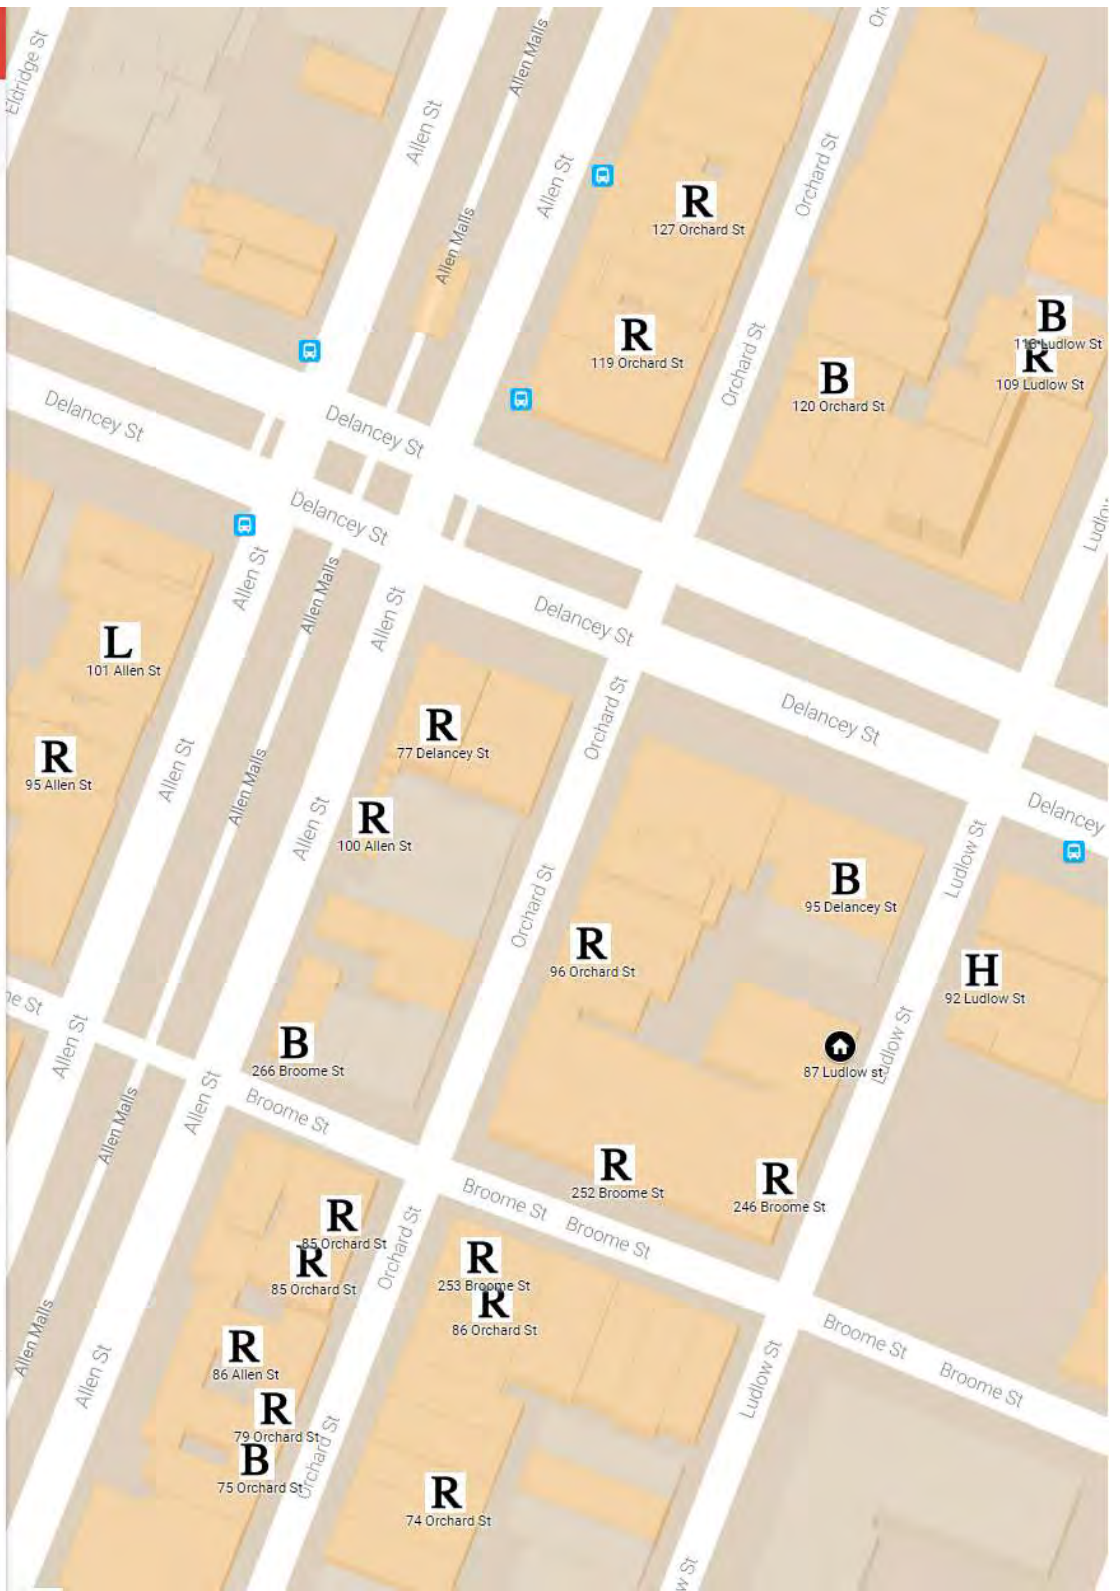 Eldridge St
Allen St
Allen Malls
Allen St
Allen Malls
Orchard St
R
127 Orchard St
R
119 Orchard St
Orchard St
B
120 Orchard St
B
Ludlow St
R
109 Ludlow St
Delancey St
Delancey St
Delancey St
Allen St
Allen Malls
Allen St
Delancey St
Orchard St
Delancey St
Delancey
L
101 Allen St
R
95 Allen St
Allen St
Allen Malls
Allen St
R
77 Delancey St
R
100 Allen St
Orchard St
B
95 Delancey St
Ludlow St
R
96 Orchard St
H
92 Ludlow St
Ludlow St
87 Ludlow st
Allen St
B
266 Broome St
Broome St
Allen Malls
Allen St
R
252 Broome St
R
246 Broome St
Broome St
Broome St
R
85 Orchard St
R
85 Orchard St
Orchard St
R
253 Broome St
R
86 Orchard St
Allen Malls
Allen St
R
86 Allen St
R
79 Orchard St
B
75 Orchard St
Orchard St
R
74 Orchard St
Ludlow St
Broome St
Broome St